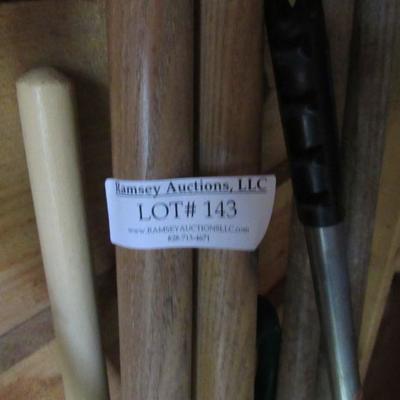 Ramsey Auctions, LLC
LOT# 143
www.RAMSEYAUCTIONSLLC.com
828-713-4671